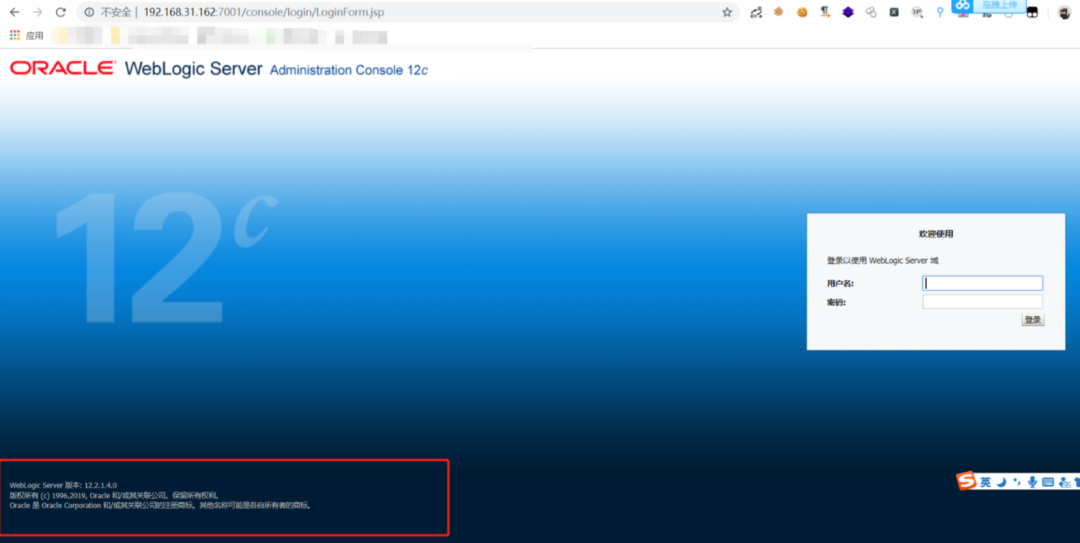 不安全 | 192.168.31.162:7001/console/login/LoginForm.jsp
拖拽上传
应用
ORACLE WebLogic Server Administration Console 12c
12c
欢迎使用
登录以使用 WebLogic Server 域
用户名:
密码:
登录
WebLogic Server 版本: 12.2.1.4.0
版权所有 (c) 1996,2019, Oracle 和/或其关联公司。保留所有权利。
Oracle 是 Oracle Corporation 和/或其关联公司的注册商标。其他名称可能是各自所有者的商标。
英